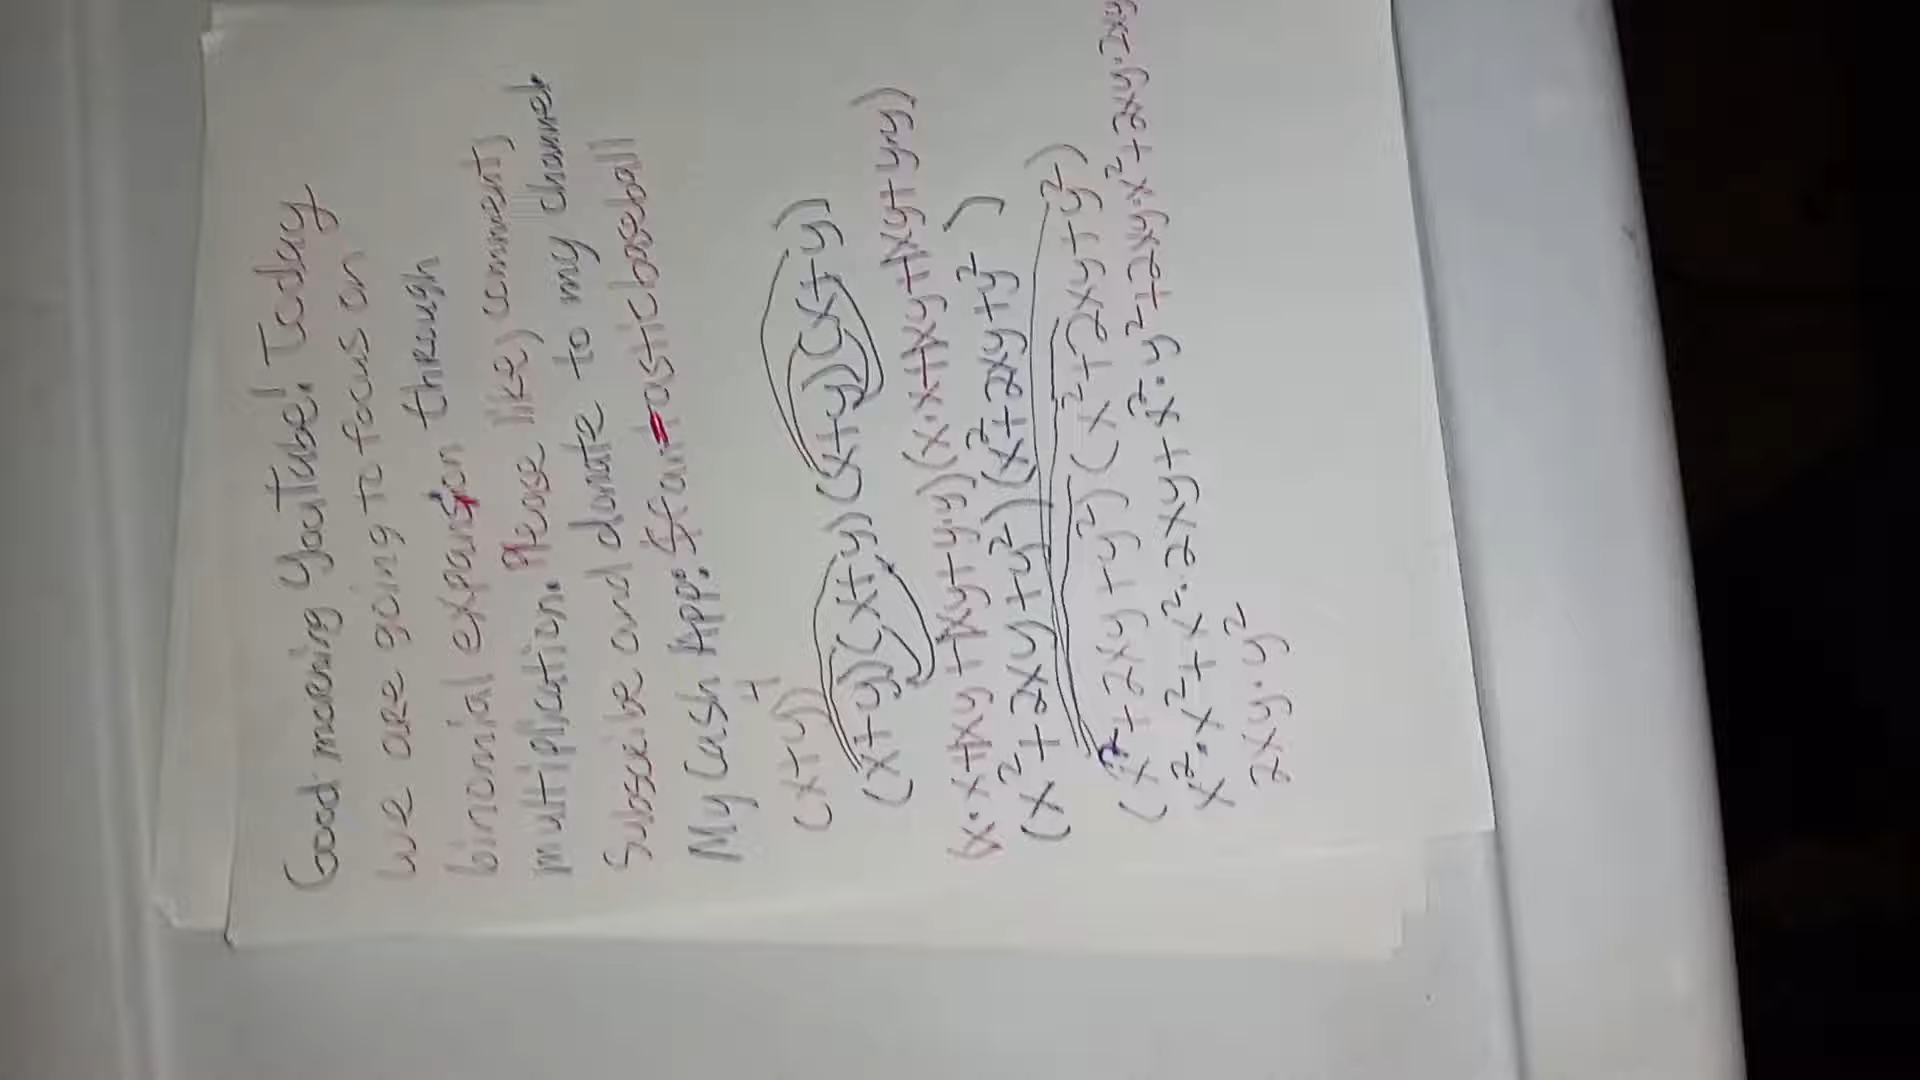 Good morning YouTube! Today
we are going to focus on
binomial expansion through
multiplication. Please like, comment,
Subscribe and donate to my channel.
My Cash App: $fantasticbaseball
(x+y)⁴
(x+y)(x+y)(x+y)(x+y)
(x·x+xy+xy+y·y)(x·x+xy+xy+y·y)
(x²+2xy+y²)(x²+2xy+y²)
(x²+2xy+y²)(x²+2xy+y²)
x²·x²+x²·2xy+x²·y²+2xy·x²+2xy·2xy
2xy·y²